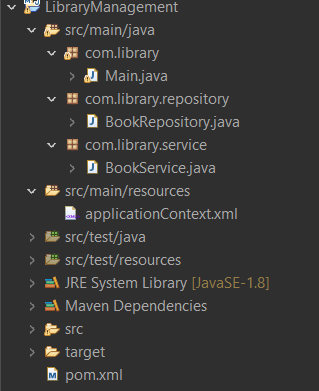 LibraryManagement
src/main/java
com.library
Main.java
com.library.repository
BookRepository.java
com.library.service
BookService.java
src/main/resources
applicationContext.xml
src/test/java
src/test/resources
JRE System Library [JavaSE-1.8]
Maven Dependencies
src
target
pom.xml